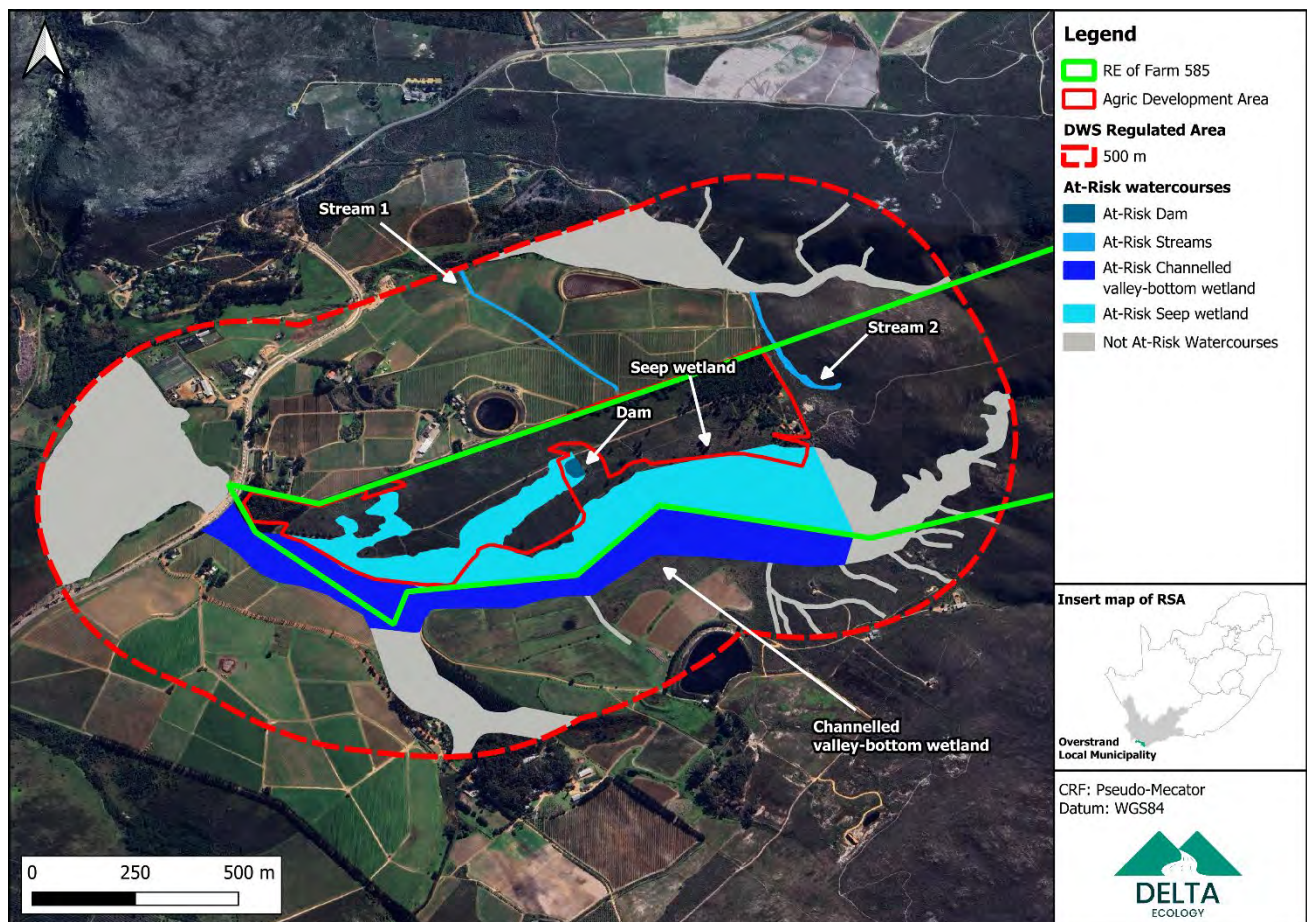 Stream 1
Stream 2
Seep wetland
Dam
Channelled
valley-bottom wetland
0 250 500 m
Legend
RE of Farm 585
Agric Development Area
DWS Regulated Area
500 m
At-Risk watercourses
At-Risk Dam
At-Risk Streams
At-Risk Channelled
valley-bottom wetland
At-Risk Seep wetland
Not At-Risk Watercourses
Insert map of RSA
Overstrand
Local Municipality
CRF: Pseudo-Mecator
Datum: WGS84
DELTA
ECOLOGY